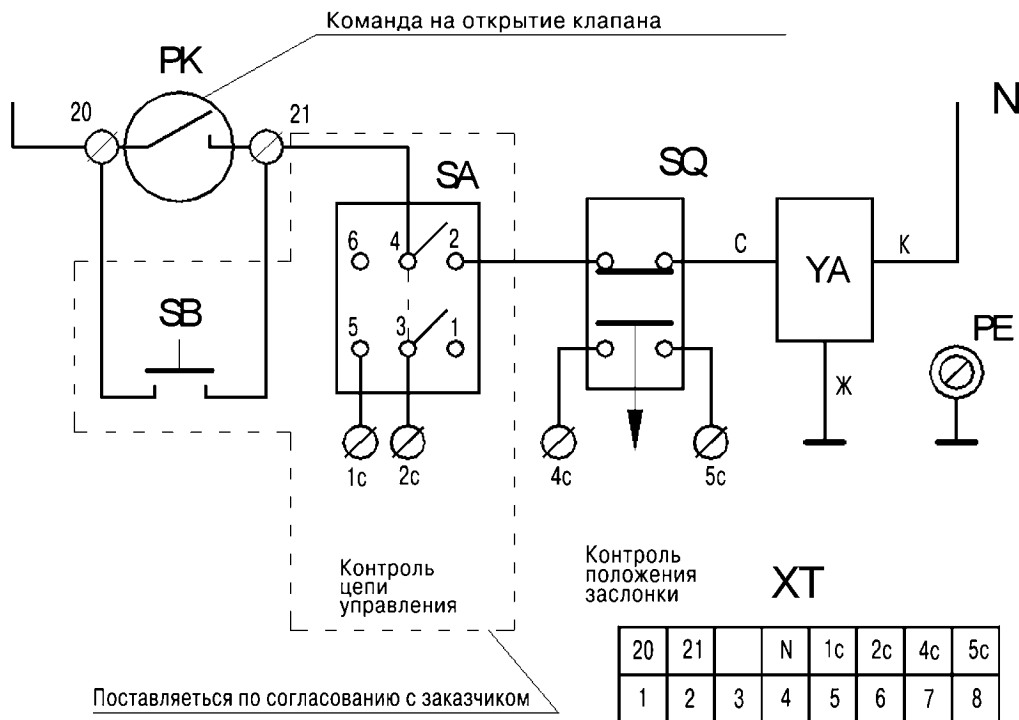 Команда на открытие клапана
PK
N
20
21
SA
SQ
6
4
2
С
YA
К
SB
5
3
1
PE
Ж
1с
2с
4с
5с
Контроль
цепи
управления
Контроль
положения
заслонки
XT
20 21 N 1с 2с 4с 5с
1 2 3 4 5 6 7 8
Поставляеться по согласованию с заказчиком